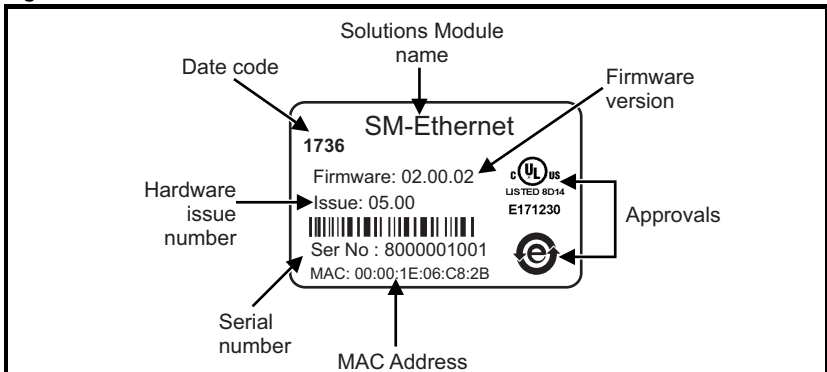 Solutions Module
name
Date code
Firmware
version
SM-Ethernet
1736
Firmware: 02.00.02
C UL US
LISTED 8D14
E171230
Hardware
issue
number
Issue: 05.00
Approvals
Ser No : 8000001001
e
MAC: 00:00:1E:06:C8:2B
Serial
number
MAC Address